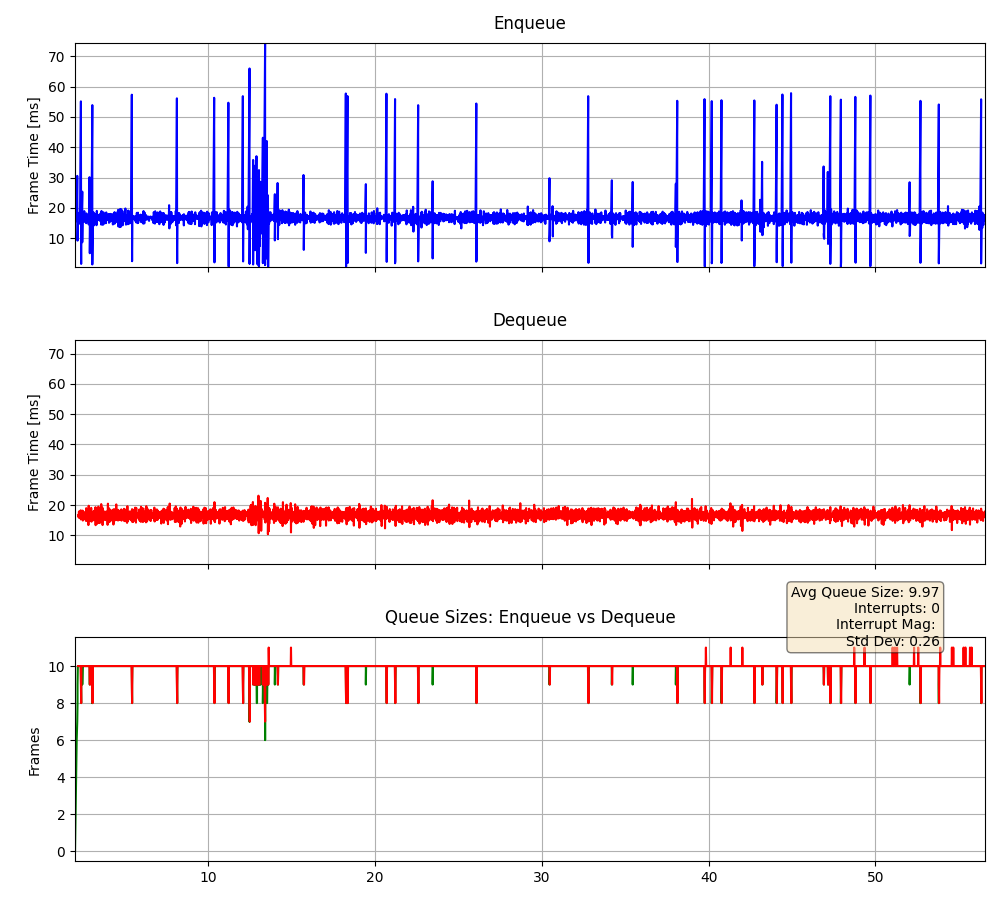 Enqueue
Frame Time [ms]
70
60
50
40
30
20
10
Dequeue
Frame Time [ms]
70
60
50
40
30
20
10
Avg Queue Size: 9.97
Interrupts: 0
Interrupt Mag:
Std Dev: 0.26
Queue Sizes: Enqueue vs Dequeue
Frames
10
8
6
4
2
0
10 20 30 40 50